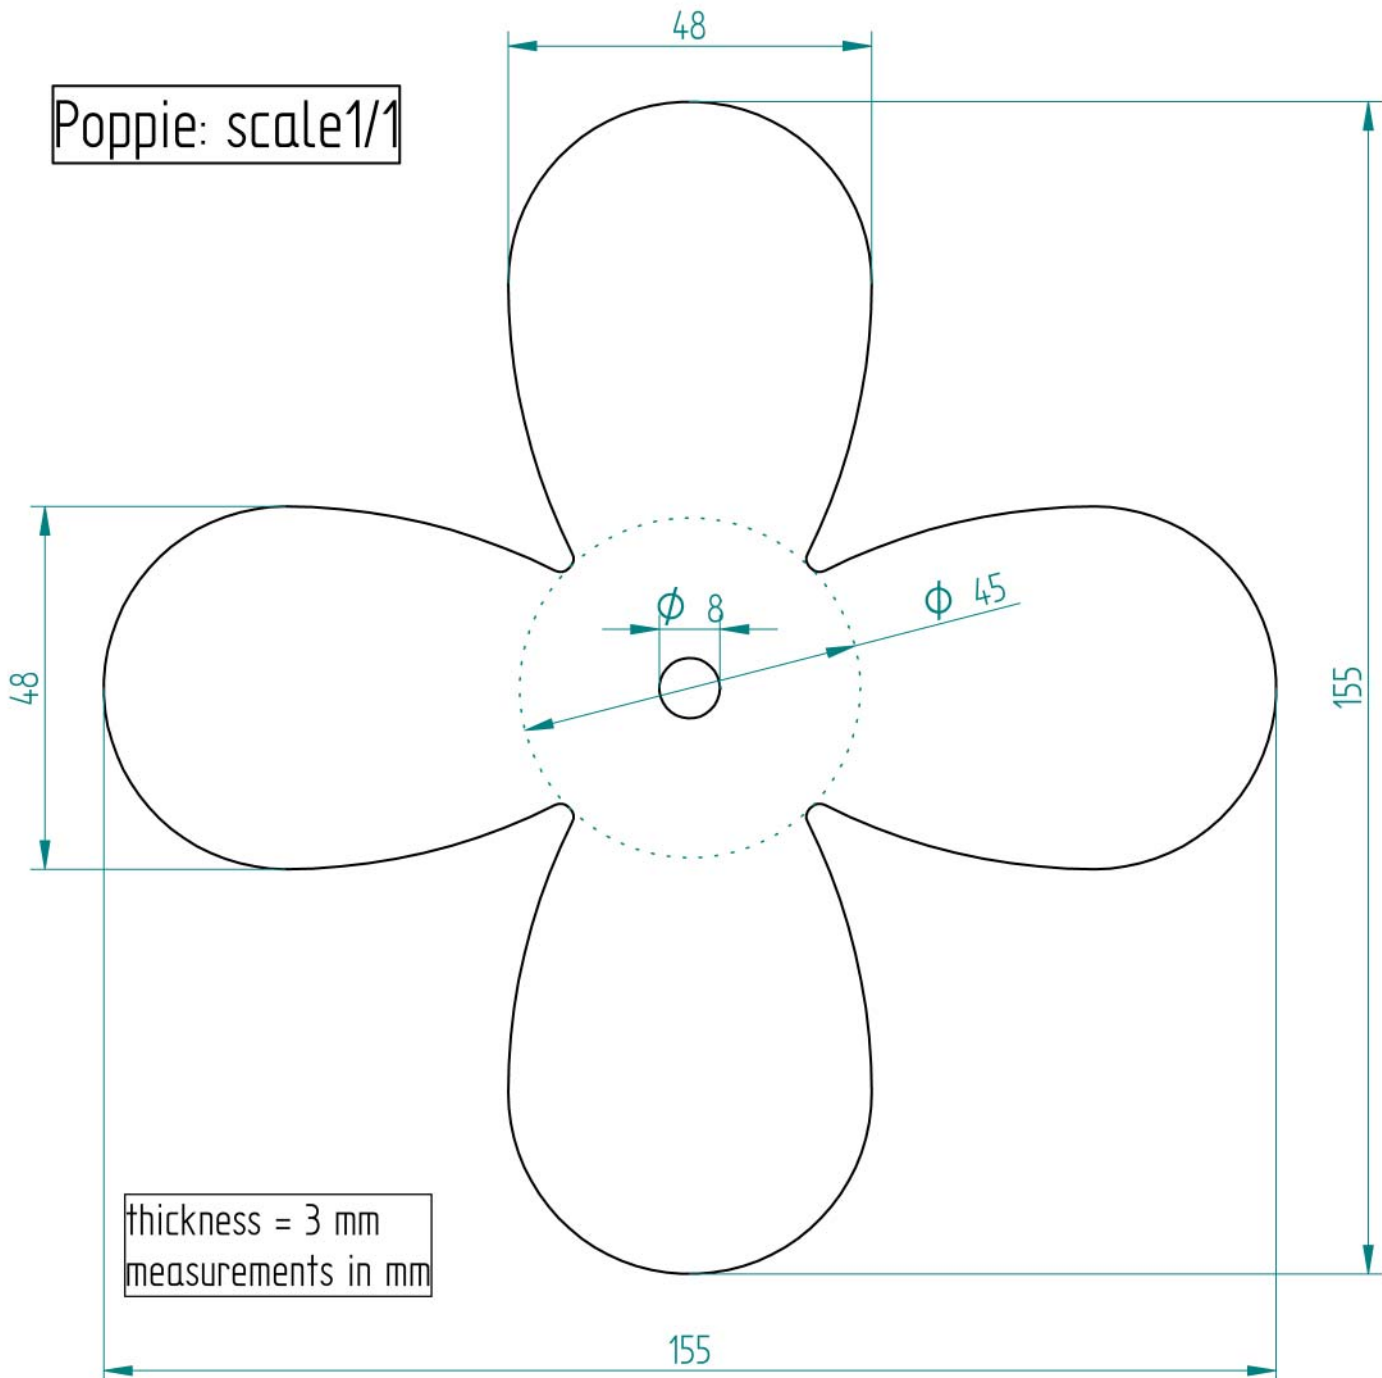 48
Poppie: scale1/1
ϕ 8
ϕ 45
48
155
thickness = 3 mm
measurements in mm
155